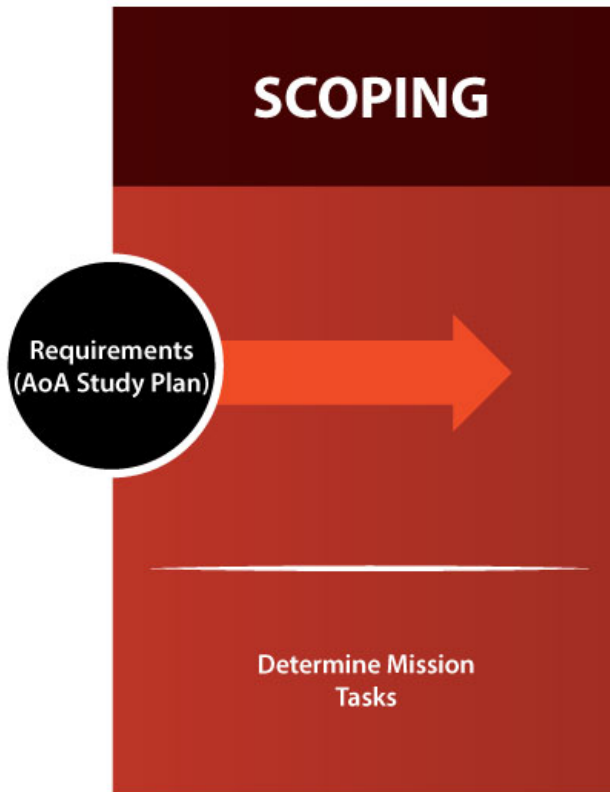 SCOPING
Requirements
(AoA Study Plan)
Determine Mission
Tasks